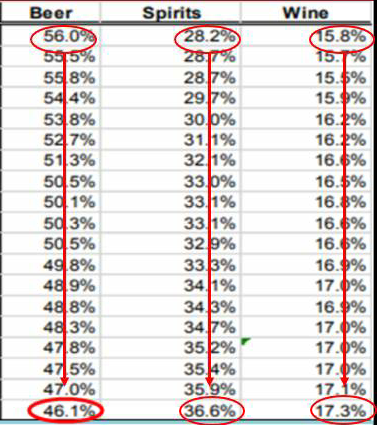 Beer Spirits Wine
56.0% 28.2% 15.8%
55.5% 28.7% 15.7%
55.8% 28.7% 15.5%
54.4% 29.7% 15.9%
53.8% 30.0% 16.2%
52.7% 31.1% 16.2%
51.3% 32.1% 16.6%
50.5% 33.0% 16.5%
50.1% 33.1% 16.8%
50.3% 33.1% 16.6%
50.5% 32.9% 16.6%
49.8% 33.3% 16.9%
48.9% 34.1% 17.0%
48.8% 34.3% 16.9%
48.3% 34.7% 17.0%
47.8% 35.2% 17.0%
47.5% 35.4% 17.0%
47.0% 35.9% 17.1%
46.1% 36.6% 17.3%